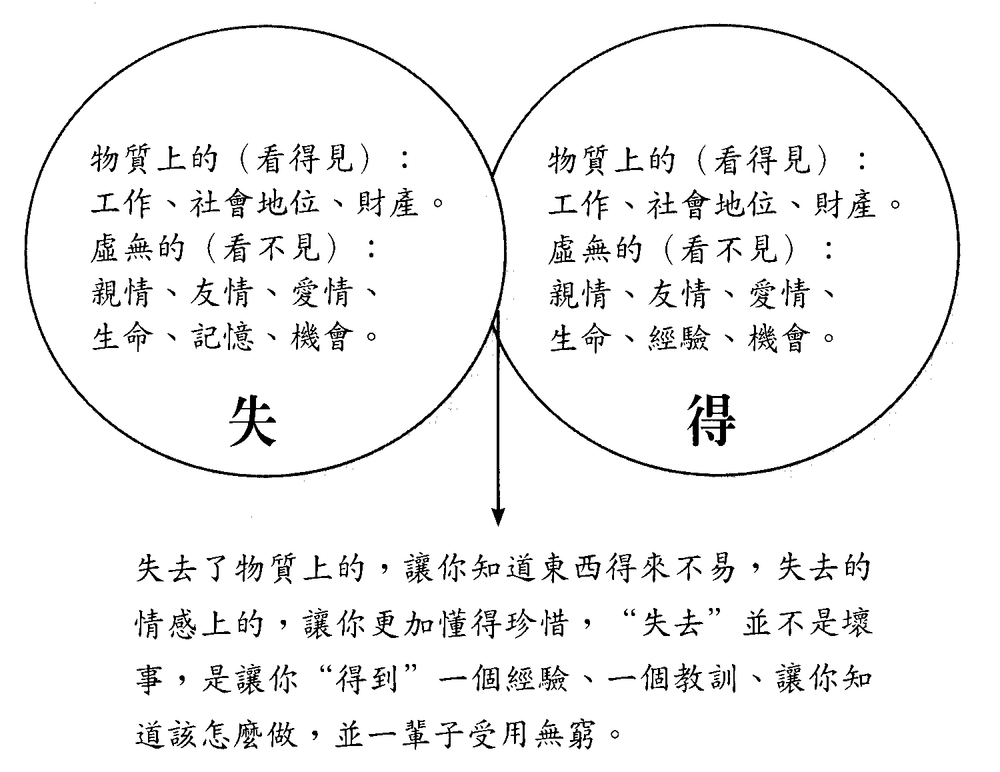 物質上的（看得見）：
工作、社會地位、財產。
虛無的（看不見）：
親情、友情、愛情、
生命、記憶、機會。
失
物質上的（看得見）：
工作、社會地位、財產。
虛無的（看不見）：
親情、友情、愛情、
生命、經驗、機會。
得
失去了物質上的，讓你知道東西得來不易，失去的
情感上的，讓你更加懂得珍惜，“失去”並不是壞
事，是讓你“得到”一個經驗、一個教訓、讓你知
道該怎麼做，並一輩子受用無窮。